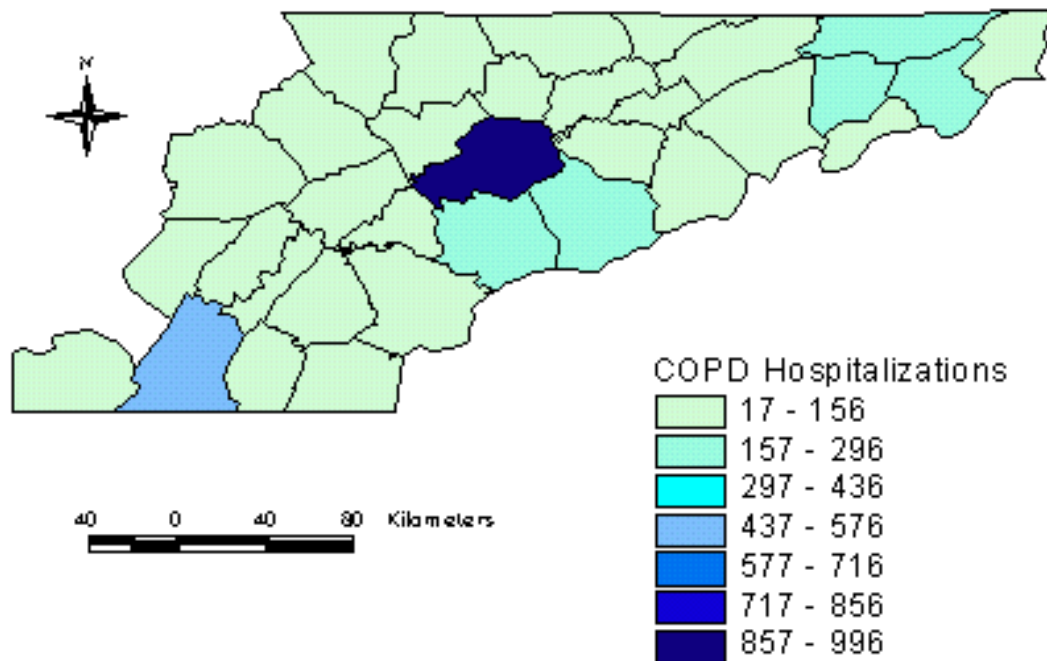 N
COPD Hospitalizations
17 - 156
157 - 296
297 - 436
437 - 576
577 - 716
717 - 856
857 - 996
40 0 40 80 Kilometers